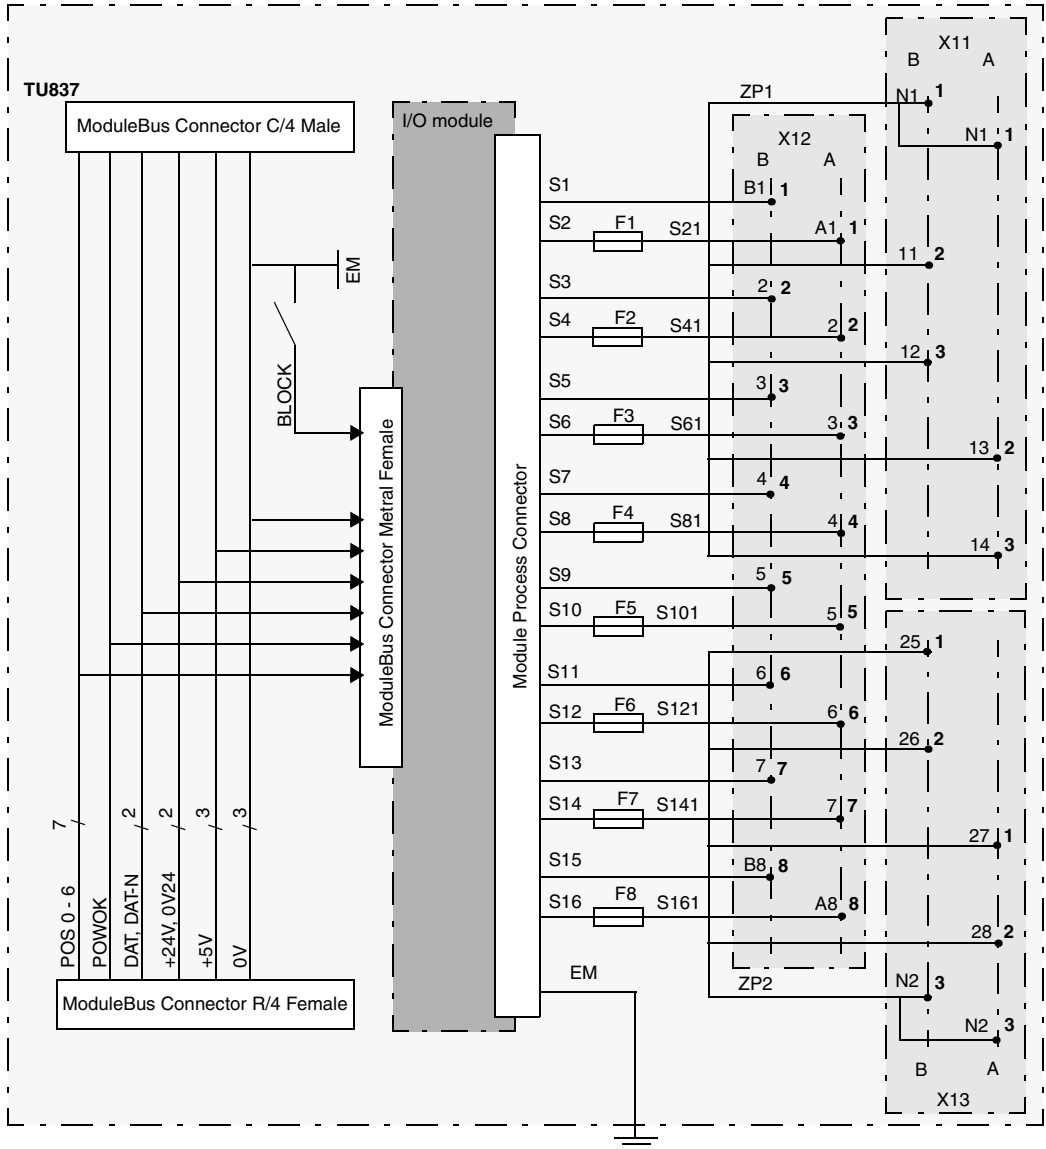 TU837
ModuleBus Connector C/4 Male
EM
BLOCK
ModuleBus Connector Metral Female
7
2
2
3
3
POS 0 - 6
POWOK
DAT, DAT-N
+24V, 0V24
+5V
0V
ModuleBus Connector R/4 Female
I/O module
Module Process Connector
S1
S2 F1 S21
S3
S4 F2 S41
S5
S6 F3 S61
S7
S8 F4 S81
S9
S10 F5 S101
S11
S12 F6 S121
S13
S14 F7 S141
S15
S16 F8 S161
EM
ZP1
X12
B A
B1 1
A1 1
2 2
2 2
3 3
3 3
4 4
4 4
5 5
5 5
6 6
6 6
7 7
7 7
B8 8
A8 8
ZP2
X11
B A
N1 1
N1 1
11 2
12 3
13 2
14 3
25 1
26 2
27 1
28 2
N2 3
N2 3
B A
X13